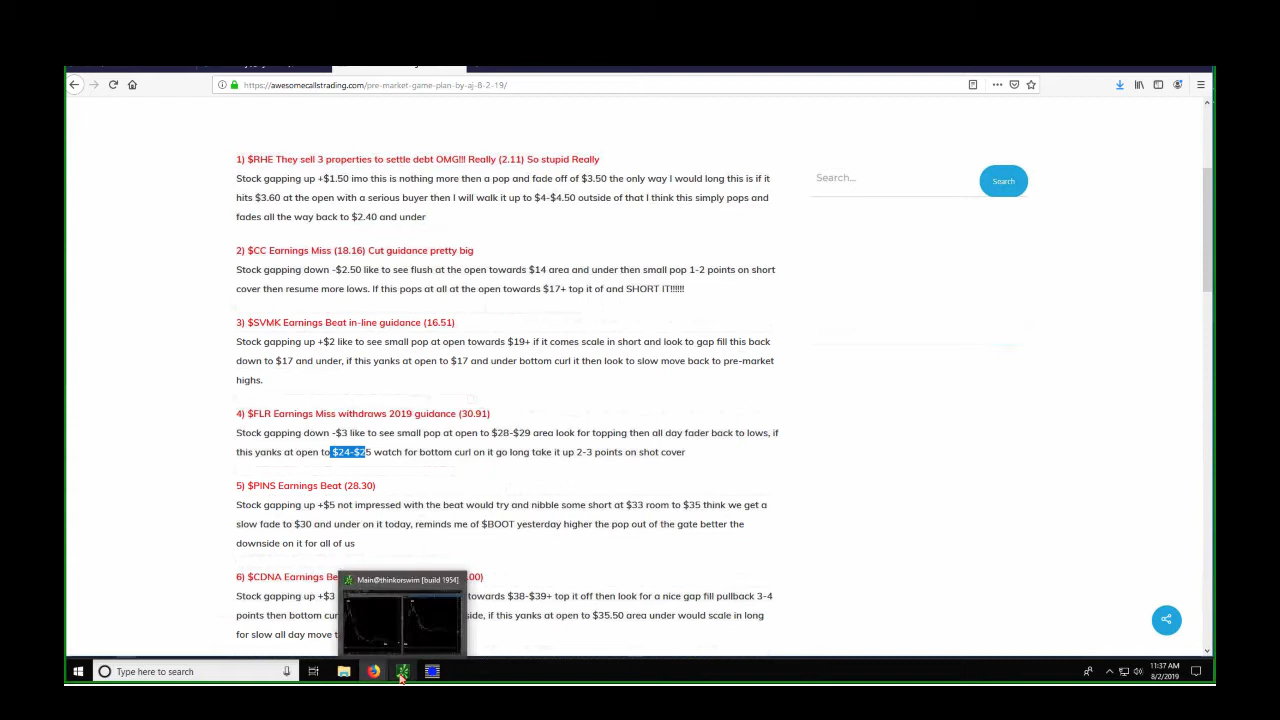 https://awesomecallstrading.com/pre-market-game-plan-by-aj-8-2-19/
1) $RHE They sell 3 properties to settle debt OMG!!! Really (2.11) So stupid Really
Stock gapping up +$1.50 imo this is nothing more then a pop and fade off of $3.50 the only way I would long this is if it
hits $3.60 at the open with a serious buyer then I will walk it up to $4-$4.50 outside of that I think this simply pops and
fades all the way back to $2.40 and under
Search...
Search
2) $CC Earnings Miss (18.16) Cut guidance pretty big
Stock gapping down -$2.50 like to see flush at the open towards $14 area and under then small pop 1-2 points on short
cover then resume more lows. If this pops at all at the open towards $17+ top it of and SHORT IT!!!!!!
3) $SVMK Earnings Beat in-line guidance (16.51)
Stock gapping up +$2 like to see small pop at open towards $19+ if it comes scale in short and look to gap fill this back
down to $17 and under, if this yanks at open to $17 and under bottom curl it then look to slow move back to pre-market
highs.
4) $FLR Earnings Miss withdraws 2019 guidance (30.91)
Stock gapping down -$3 like to see small pop at open to $28-$29 area look for topping then all day fader back to lows, if
this yanks at open to $24-$25 watch for bottom curl on it go long take it up 2-3 points on shot cover
5) $PINS Earnings Beat (28.30)
Stock gapping up +$5 not impressed with the beat would try and nibble some short at $33 room to $35 think we get a
slow fade to $30 and under on it today, reminds me of $BOOT yesterday higher the pop out of the gate better the
downside on it for all of us
Main@thinkorswim [build 1954]
6) $CDNA Earnings Be 00)
Stock gapping up +$3 towards $38-$39+ top it off then look for a nice gap fill pullback 3-4
points then bottom cur side, if this yanks at open to $35.50 area under would scale in long
for slow all day move t
Type here to search
11:37 AM
8/2/2019